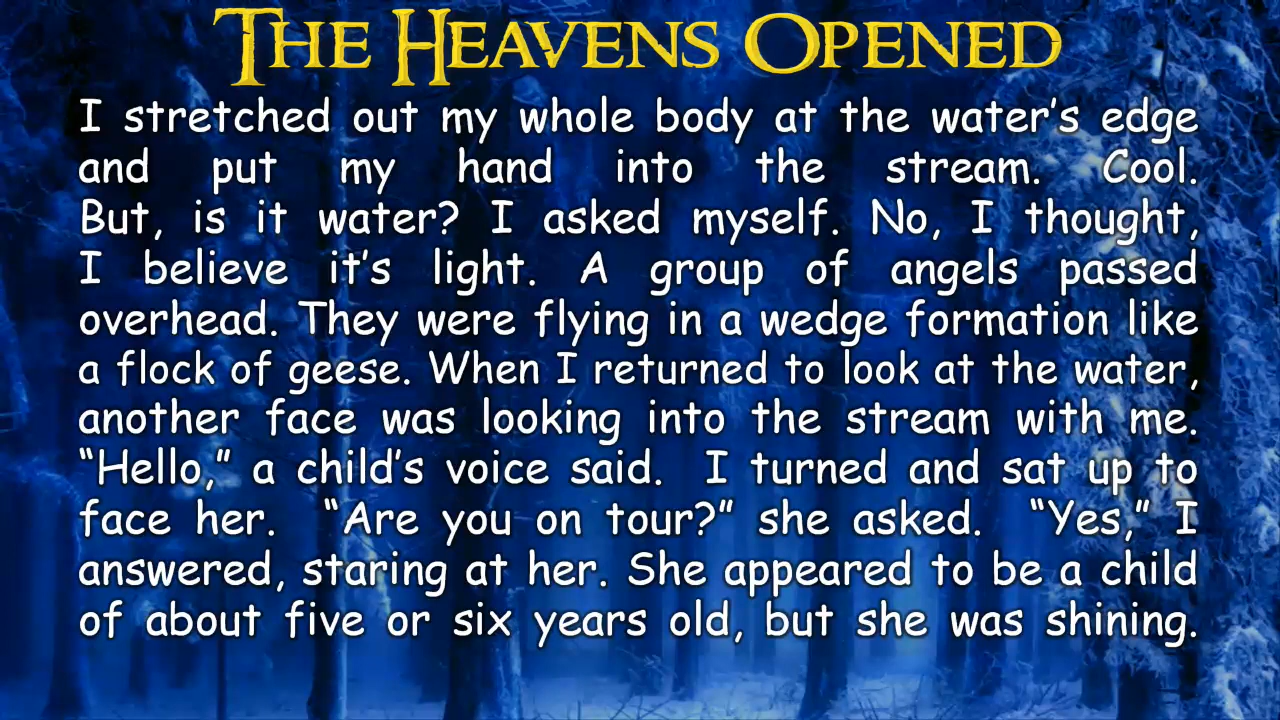 THE HEAVENS OPENED
I stretched out my whole body at the water’s edge
and put my hand into the stream. Cool.
But, is it water? I asked myself. No, I thought,
I believe it’s light. A group of angels passed
overhead. They were flying in a wedge formation like
a flock of geese. When I returned to look at the water,
another face was looking into the stream with me.
“Hello,” a child’s voice said. I turned and sat up to
face her. “Are you on tour?” she asked. “Yes,” I
answered, staring at her. She appeared to be a child
of about five or six years old, but she was shining.